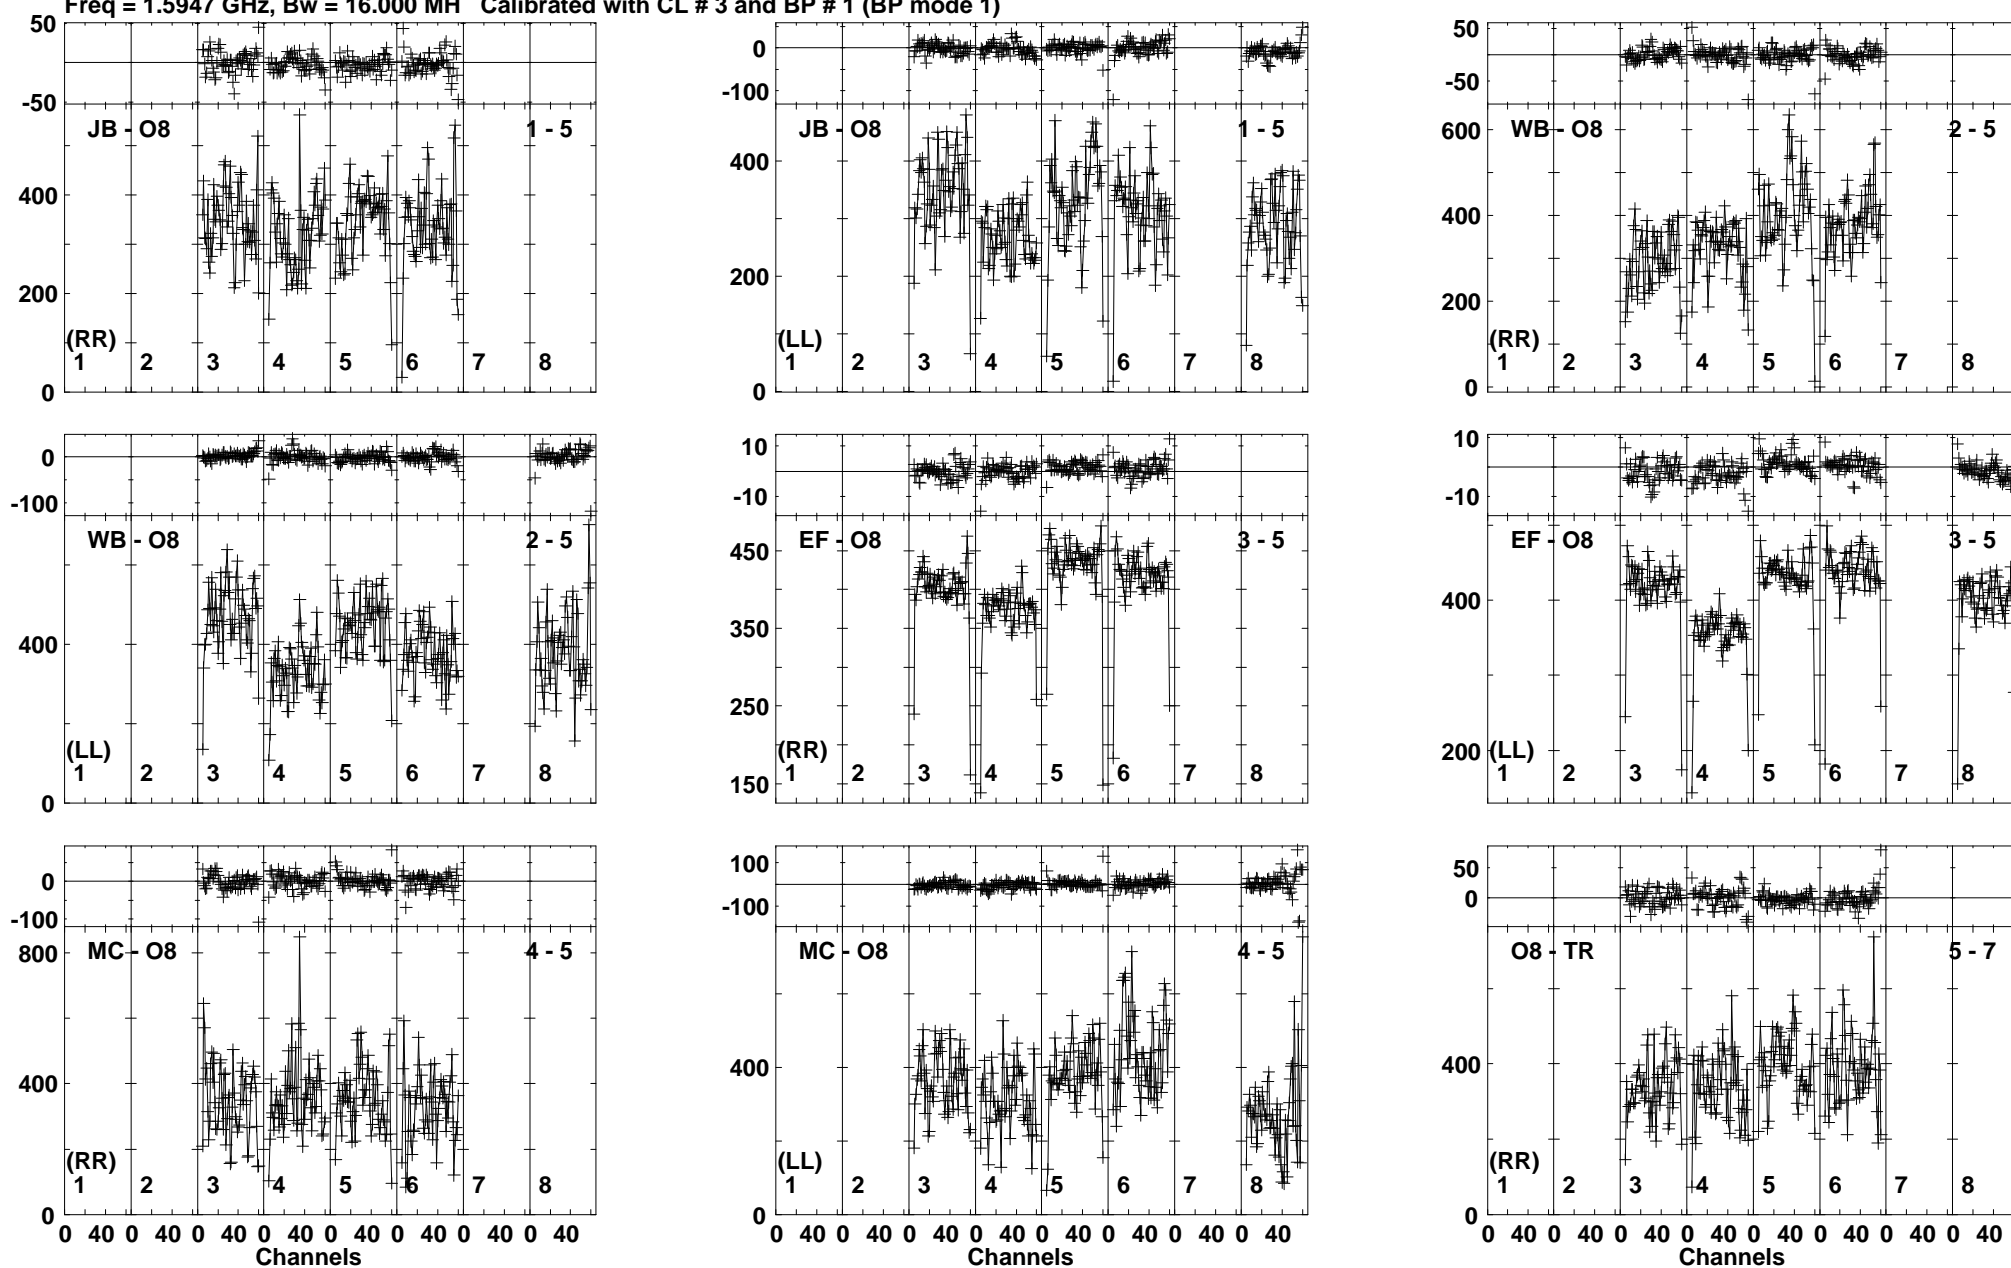 Freq = 1.5947 GHz, Bw = 16.000 MH Calibrated with CL # 3 and BP # 1 (BP mode 1)
50
-50
JB - O8 1 - 5
400
200
0
(RR)
1 2 3 4 5 6 7 8
0
-100
JB - O8 1 - 5
400
200
0
(LL)
1 2 3 4 5 6 7 8
50
-50
WB - O8 2 - 5
600
400
200
0
(RR)
1 2 3 4 5 6 7 8
0
-100
WB - O8 2 - 5
400
0
(LL)
1 2 3 4 5 6 7 8
10
-10
EF - O8 3 - 5
450
350
250
150
(RR)
1 2 3 4 5 6 7 8
10
-10
EF - O8 3 - 5
400
200
(LL)
1 2 3 4 5 6 7 8
0
-100
MC - O8 4 - 5
800
400
0
(RR)
1 2 3 4 5 6 7 8
0 40 0 40 0 40 0 40 0 40 0 40 0 40 0 40
Channels
100
-100
MC - O8 4 - 5
400
0
(LL)
1 2 3 4 5 6 7 8
0 40 0 40 0 40 0 40 0 40 0 40 0 40 0 40
Channels
50
0
O8 - TR 5 - 7
400
0
(RR)
1 2 3 4 5 6 7 8
0 40 0 40 0 40 0 40 0 40 0 40 0 40 0 40
Channels